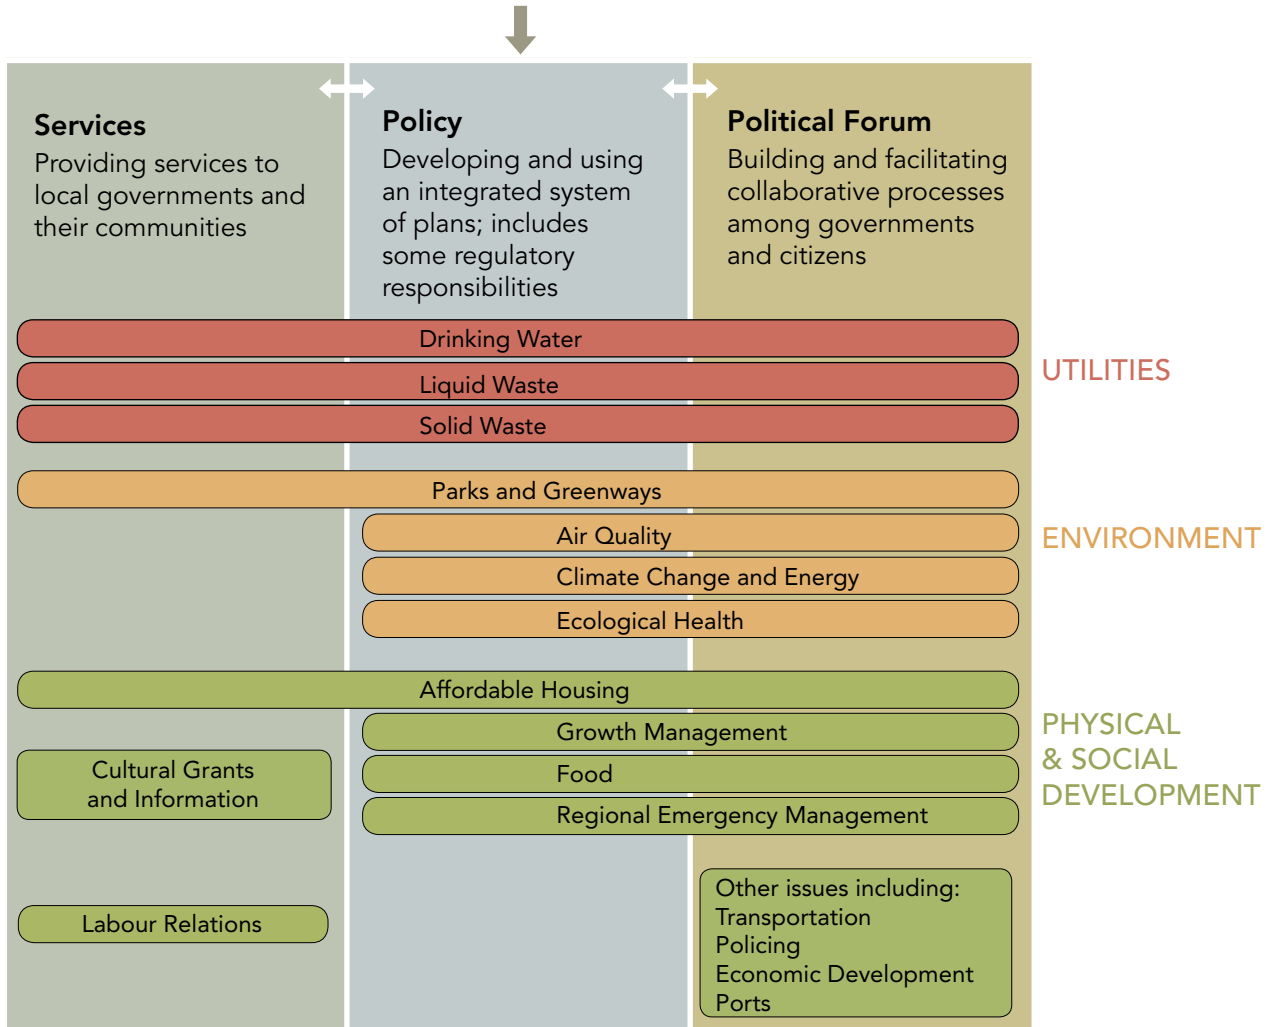 Services
Providing services to
local governments and
their communities
Policy
Developing and using
an integrated system
of plans; includes
some regulatory
responsibilities
Political Forum
Building and facilitating
collaborative processes
among governments
and citizens
Drinking Water
Liquid Waste
Solid Waste
UTILITIES
Parks and Greenways
Air Quality
Climate Change and Energy
Ecological Health
ENVIRONMENT
Affordable Housing
Growth Management
Food
Regional Emergency Management
Cultural Grants
and Information
PHYSICAL
& SOCIAL
DEVELOPMENT
Labour Relations
Other issues including:
Transportation
Policing
Economic Development
Ports